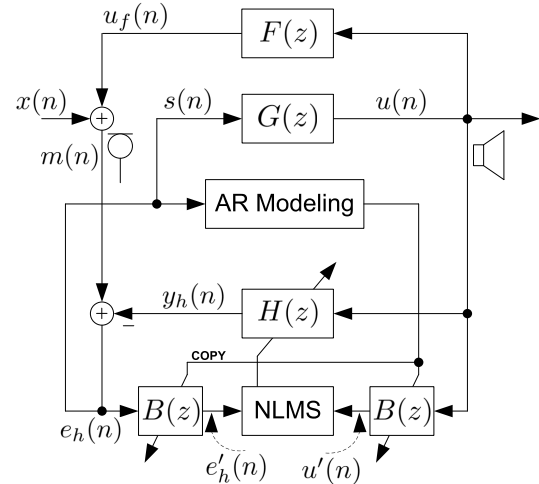 u_f(n)
F(z)
x(n)
+
s(n)
G(z)
u(n)
m(n)
AR Modeling
+
−
y_h(n)
H(z)
COPY
e_h(n)
B(z)
NLMS
B(z)
e'_h(n)
u'(n)